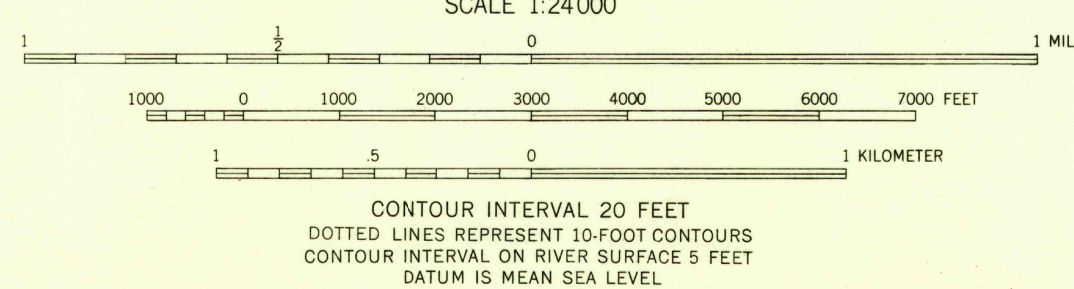 SCALE 1:24000
1 1/2 0 1 MIL
1000 0 1000 2000 3000 4000 5000 6000 7000 FEET
1 .5 0 1 KILOMETER
CONTOUR INTERVAL 20 FEET
DOTTED LINES REPRESENT 10-FOOT CONTOURS
CONTOUR INTERVAL ON RIVER SURFACE 5 FEET
DATUM IS MEAN SEA LEVEL